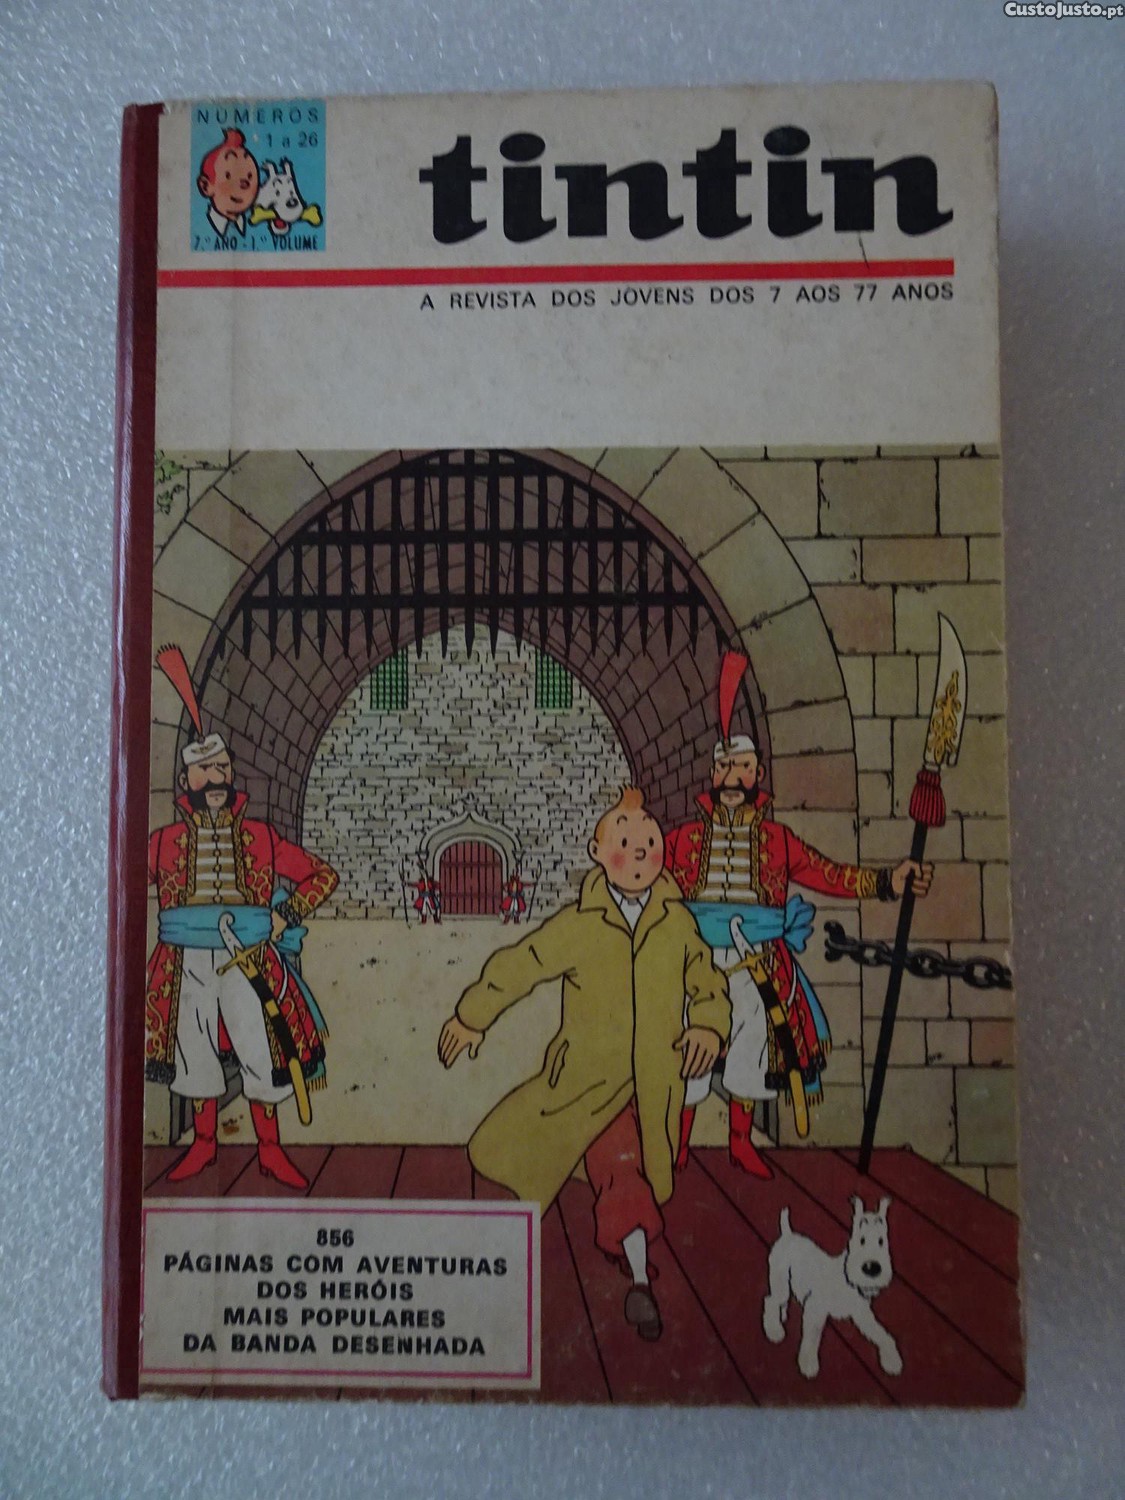 CustoJusto.pt
NÚMEROS
1 a 26
7.º ANO - 1.º VOLUME
tintin
A REVISTA DOS JOVENS DOS 7 AOS 77 ANOS
856
PÁGINAS COM AVENTURAS
DOS HERÓIS
MAIS POPULARES
DA BANDA DESENHADA